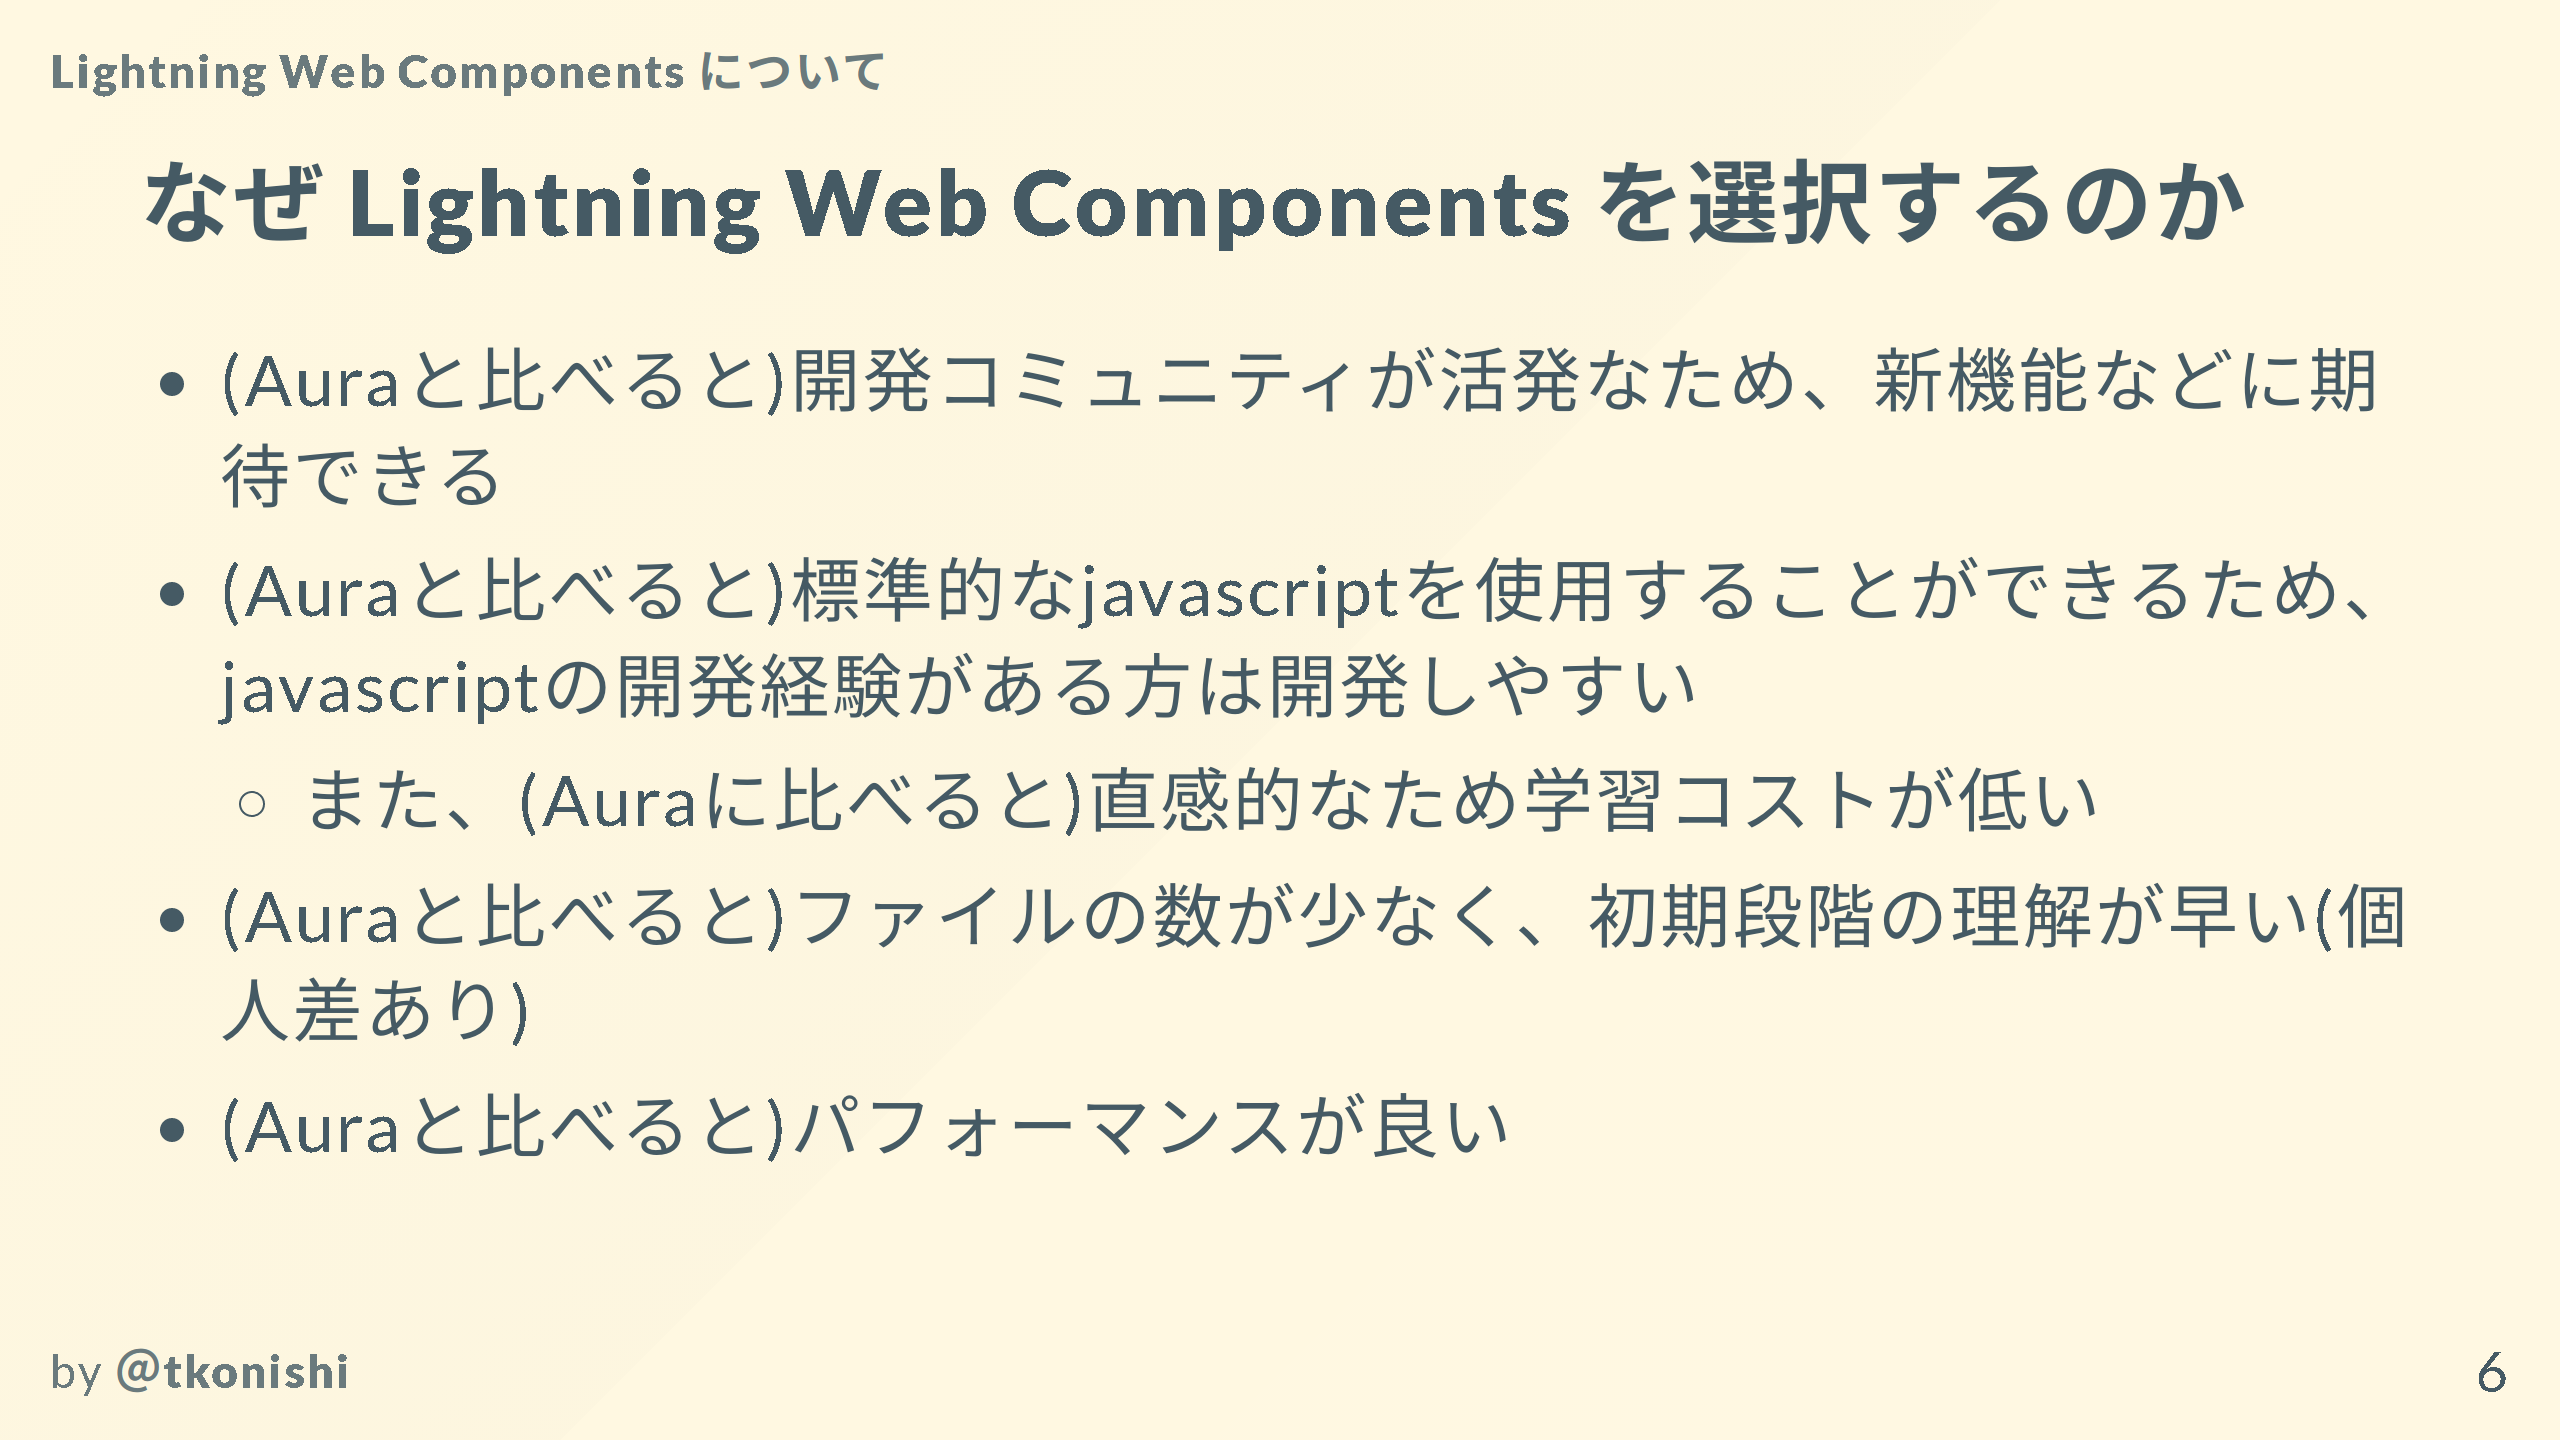 Lightning Web Components について
なぜ Lightning Web Components を選択するのか
• (Auraと比べると)開発コミュニティが活発なため、新機能などに期
待できる
• (Auraと比べると)標準的なjavascriptを使用することができるため、
javascriptの開発経験がある方は開発しやすい
○ また、(Auraに比べると)直感的なため学習コストが低い
• (Auraと比べると)ファイルの数が少なく、初期段階の理解が早い(個
人差あり)
• (Auraと比べると)パフォーマンスが良い
by @tkonishi
6